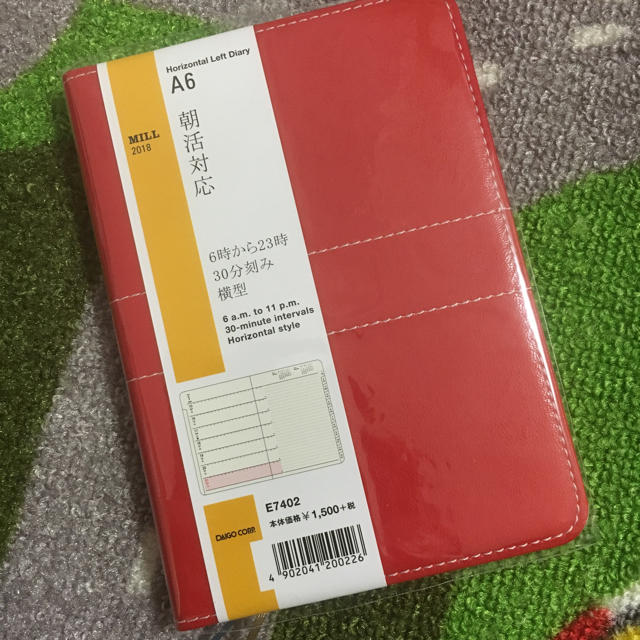 Horizontal Left Diary
A6
MILL
2018
朝活対応
6時から23時
30分刻み
横型
6 a.m. to 11 p.m.
30-minute intervals
Horizontal style
E7402
本体価格￥1,500+税
DAIGO CORP.
4 902041 200226